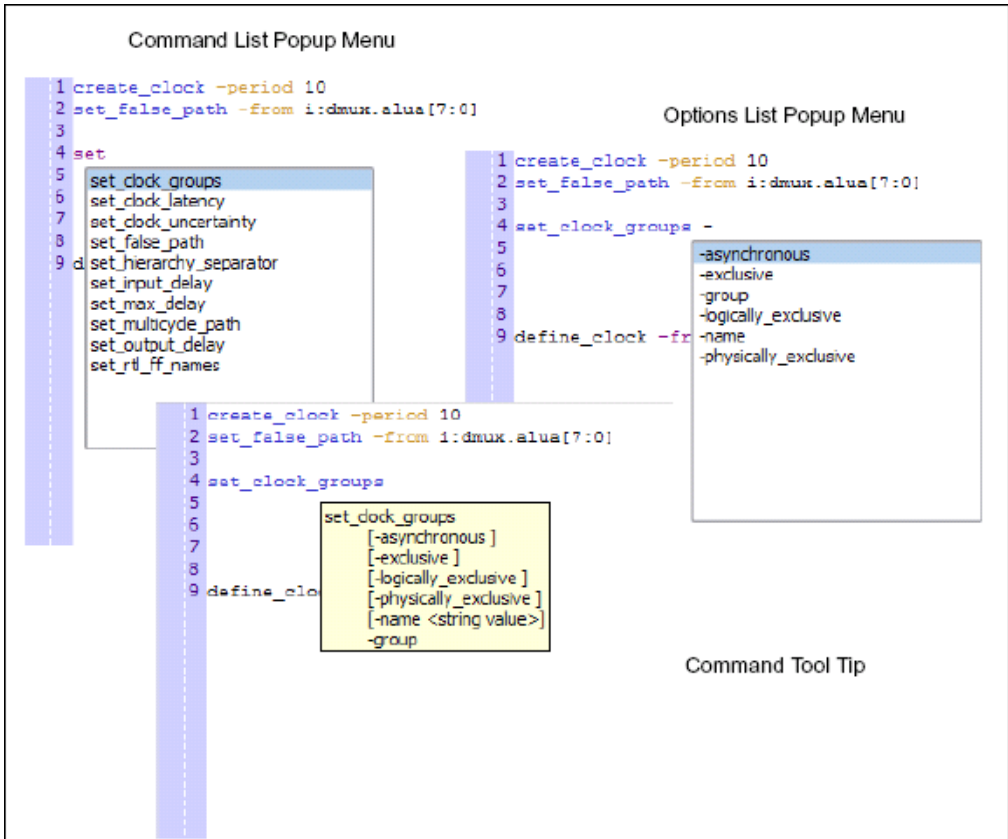 Command List Popup Menu
1 create_clock -period 10
2 set_false_path -from i:dmux.alua[7:0]
3
4 set
5
6
7
8
9 d
set_clock_groups
set_clock_latency
set_clock_uncertainty
set_false_path
set_hierarchy_separator
set_input_delay
set_max_delay
set_multicycle_path
set_output_delay
set_rtl_ff_names
Options List Popup Menu
1 create_clock -period 10
2 set_false_path -from i:dmux.alua[7:0]
3
4 set_clock_groups -
5
6
7
8
9 define_clock -fr
-asynchronous
-exclusive
-group
-logically_exclusive
-name
-physically_exclusive
1 create_clock -period 10
2 set_false_path -from i:dmux.alua[7:0]
3
4 set_clock_groups
5
6
7
8
9 define_clo
set_clock_groups
[-asynchronous ]
[-exclusive ]
[-logically_exclusive ]
[-physically_exclusive ]
[-name <string value>]
-group
Command Tool Tip